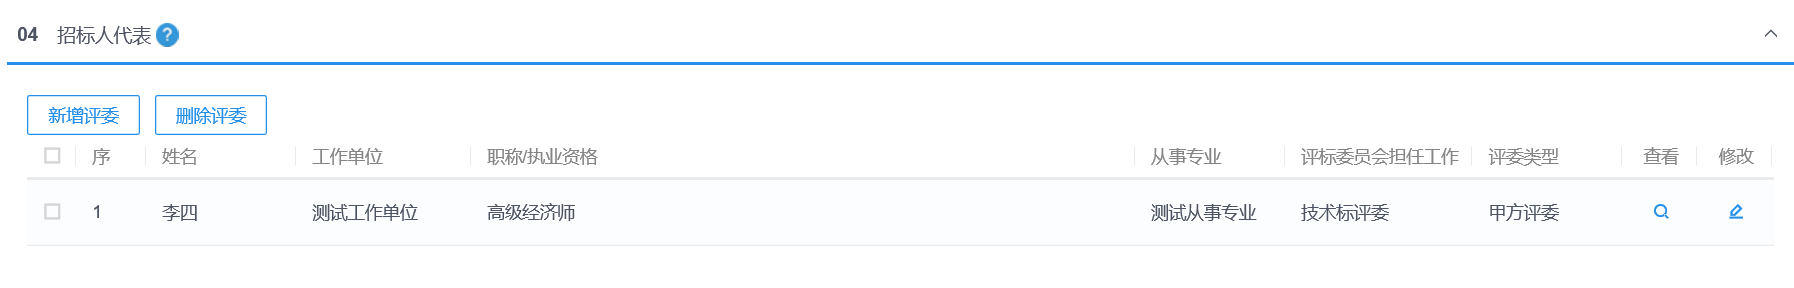 04 招标人代表 ?
新增评委 删除评委
序 姓名 工作单位 职称/执业资格 从事专业 评标委员会担任工作 评委类型 查看 修改
1 李四 测试工作单位 高级经济师 测试从事专业 技术标评委 甲方评委